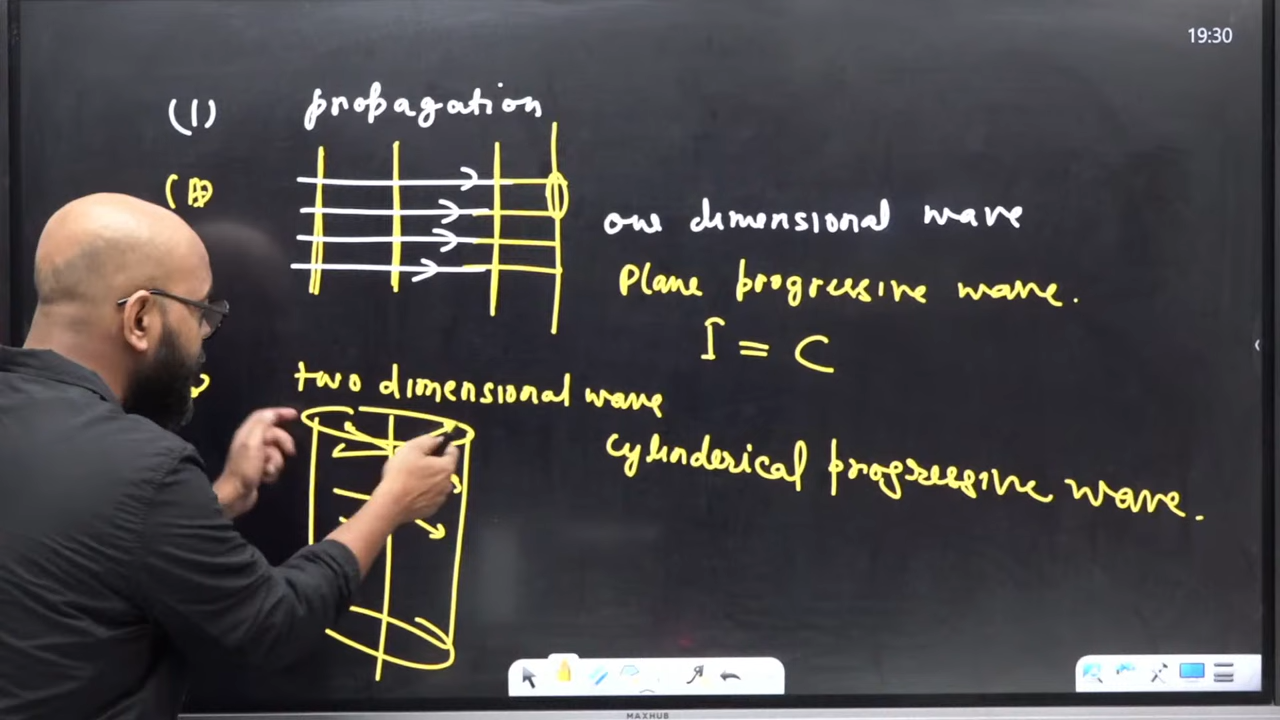 19:30
(1) propagation
one dimensional wave
Plane progressive wave.
I = C
two dimensional wave
cylinderical progressive wave.
MAXHUB